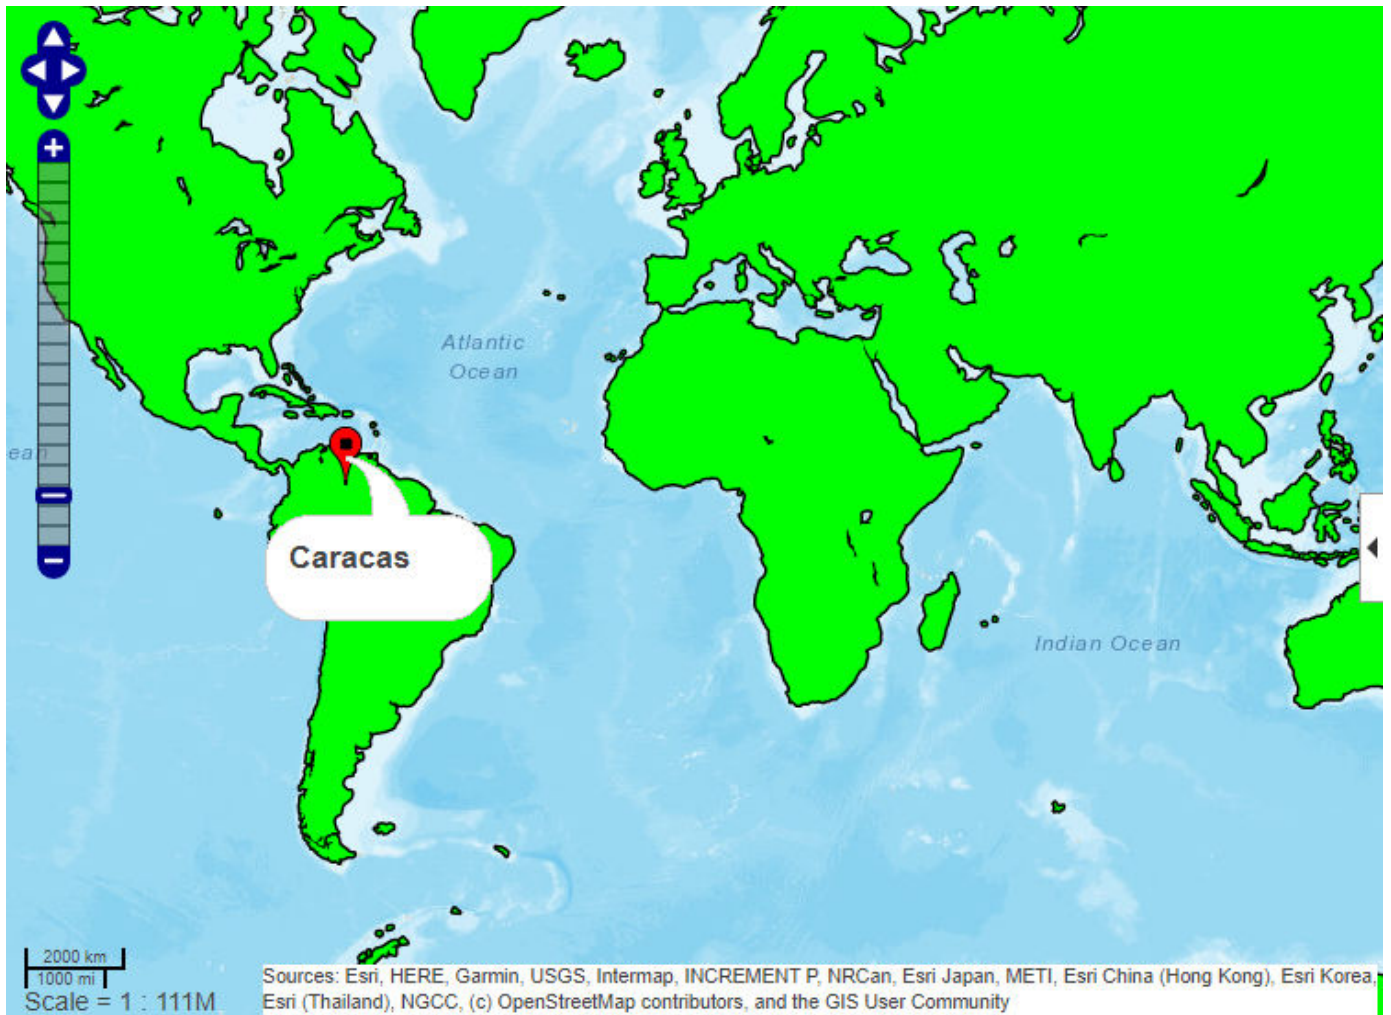 Atlantic
Ocean
ean
Caracas
Indian Ocean
2000 km
1000 mi
Scale = 1 : 111M
Sources: Esri, HERE, Garmin, USGS, Intermap, INCREMENT P, NRCan, Esri Japan, METI, Esri China (Hong Kong), Esri Korea,
Esri (Thailand), NGCC, (c) OpenStreetMap contributors, and the GIS User Community